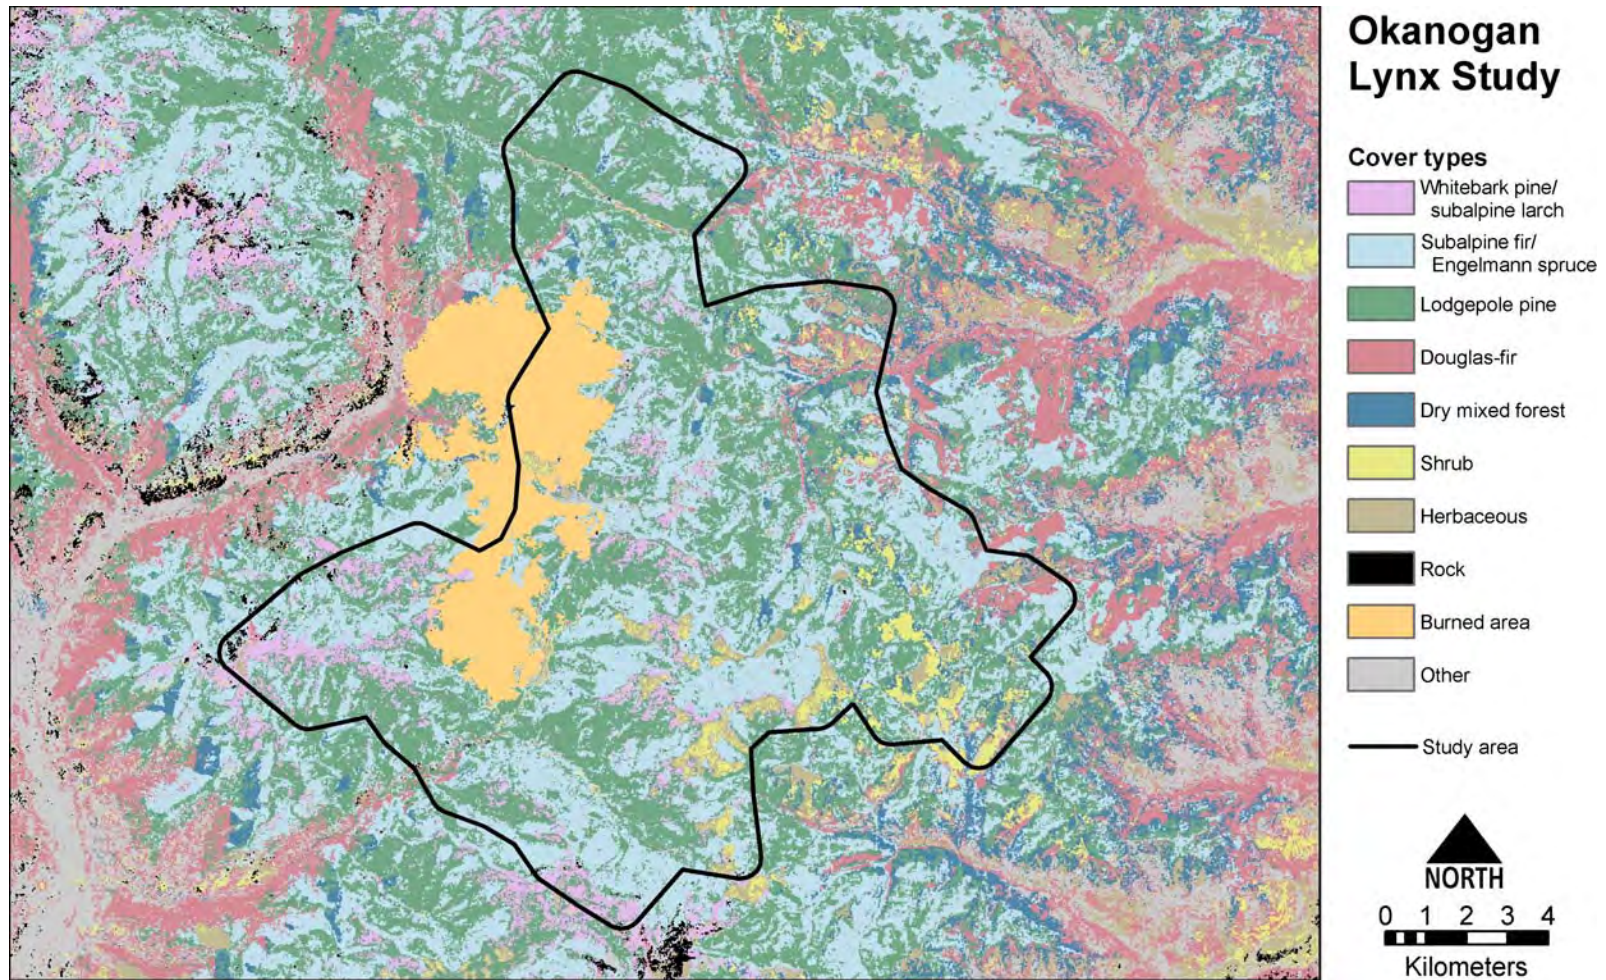 Okanogan
Lynx Study
Cover types
Whitebark pine/
subalpine larch
Subalpine fir/
Engelmann spruce
Lodgepole pine
Douglas-fir
Dry mixed forest
Shrub
Herbaceous
Rock
Burned area
Other
Study area
NORTH
0 1 2 3 4
Kilometers